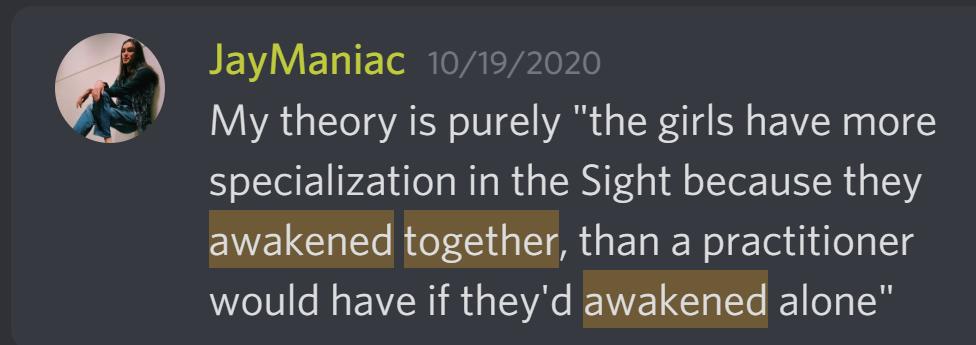 JayManiac 10/19/2020
My theory is purely "the girls have more
specialization in the Sight because they
awakened together, than a practitioner
would have if they'd awakened alone"